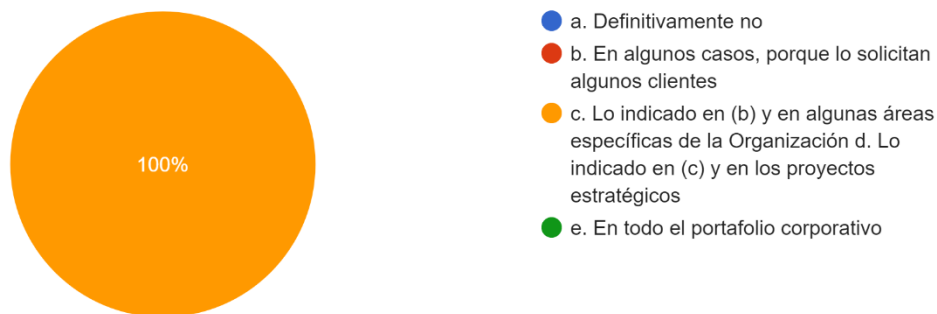 a. Definitivamente no
b. En algunos casos, porque lo solicitan
algunos clientes
c. Lo indicado en (b) y en algunas áreas
específicas de la Organización d. Lo
indicado en (c) y en los proyectos
estratégicos
e. En todo el portafolio corporativo
100%